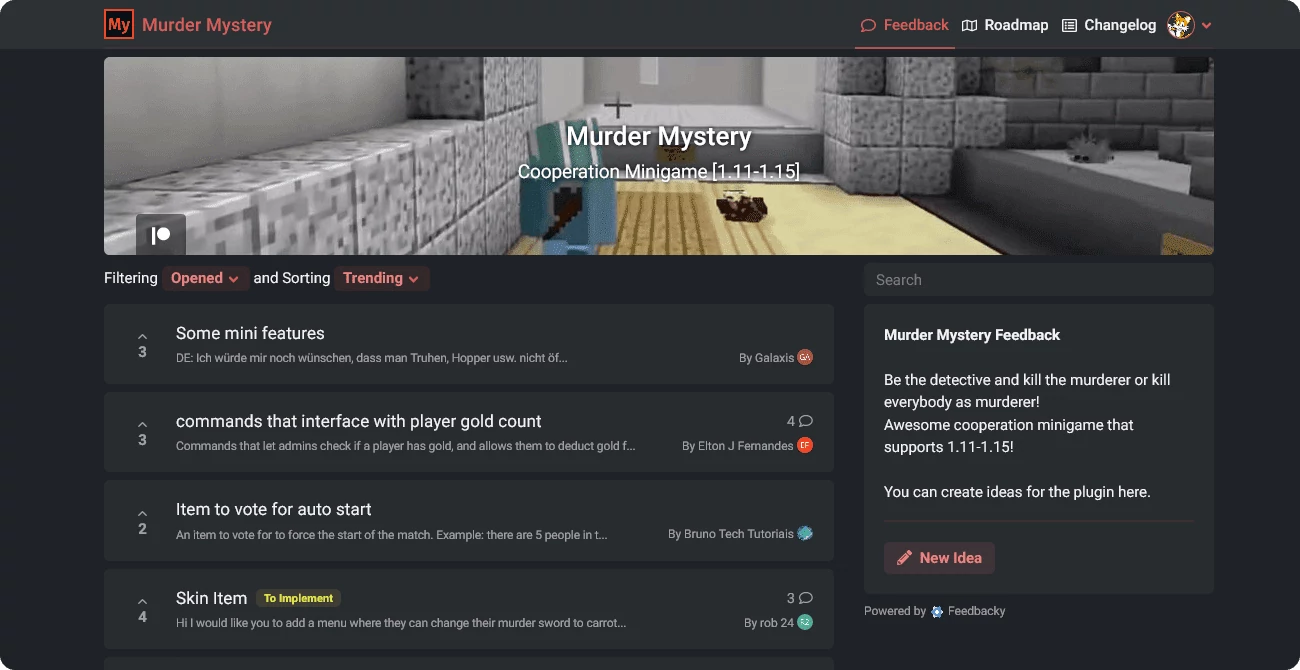 My Murder Mystery
Feedback
Roadmap
Changelog
Murder Mystery
Cooperation Minigame [1.11-1.15]
Filtering Opened and Sorting Trending
Search
3
Some mini features
DE: Ich würde mir noch wünschen, dass man Truhen, Hopper usw. nicht öf...
By Galaxis GA
3
commands that interface with player gold count
4
Commands that let admins check if a player has gold, and allows them to deduct gold f...
By Elton J Fernandes EF
2
Item to vote for auto start
An item to vote for to force the start of the match. Example: there are 5 people in t...
By Bruno Tech Tutoriais
4
Skin Item To Implement
3
Hi I would like you to add a menu where they can change their murder sword to carrot...
By rob 24 R2
Murder Mystery Feedback
Be the detective and kill the murderer or kill
everybody as murderer!
Awesome cooperation minigame that
supports 1.11-1.15!
You can create ideas for the plugin here.
New Idea
Powered by Feedbacky